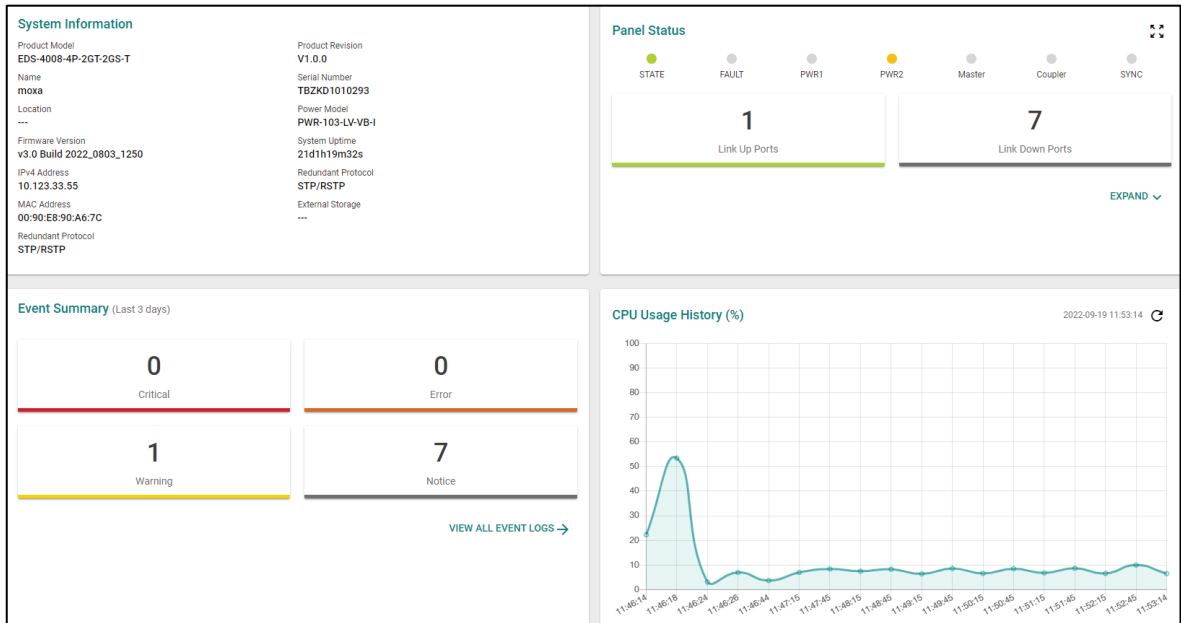 System Information
Product Model
EDS-4008-4P-2GT-2GS-T
Name
moxa
Location
---
Firmware Version
v3.0 Build 2022_0803_1250
IPv4 Address
10.123.33.55
MAC Address
00:90:E8:90:A6:7C
Redundant Protocol
STP/RSTP
Product Revision
V1.0.0
Serial Number
TBZKD1010293
Power Model
PWR-103-LV-VB-I
System Uptime
21d1h19m32s
Redundant Protocol
STP/RSTP
External Storage
---
Panel Status
STATE FAULT PWR1 PWR2 Master Coupler SYNC
1
Link Up Ports
7
Link Down Ports
EXPAND
Event Summary (Last 3 days)
0
Critical
0
Error
1
Warning
7
Notice
VIEW ALL EVENT LOGS
CPU Usage History (%)
2022-09-19 11:53:14
100
90
80
70
60
50
40
30
20
10
0
11:46:14 11:46:18 11:46:24 11:46:26 11:46:44 11:47:15 11:47:45 11:48:15 11:48:45 11:49:15 11:49:45 11:50:15 11:50:45 11:51:15 11:51:45 11:52:15 11:52:45 11:53:14